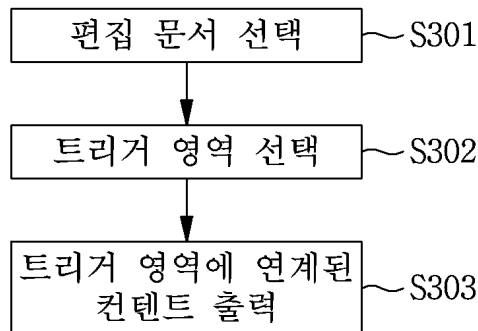 편집 문서 선택
S301
트리거 영역 선택
S302
트리거 영역에 연계된
컨텐트 출력
S303